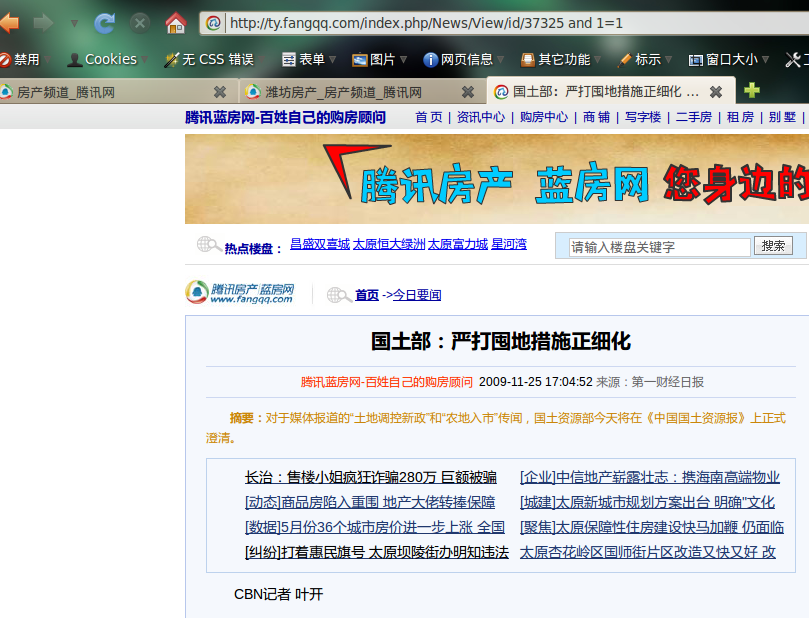 http://ty.fangqq.com/index.php/News/View/id/37325 and 1=1
禁用 Cookies 无 CSS 错误 表单 图片 网页信息 其它功能 标示 窗口大小
房产频道_腾讯网 潍坊房产_房产频道_腾讯网 国土部：严打囤地措施正细化 ...
腾讯蓝房网-百姓自己的购房顾问 首 页 | 资讯中心 | 购房中心 | 商 铺 | 写字楼 | 二手房 | 租 房 | 别 墅 |
腾讯房产 蓝房网 您身边的
热点楼盘： 昌盛双喜城 太原恒大绿洲 太原富力城 星河湾 请输入楼盘关键字 搜索
腾讯房产|蓝房网
www.fangqq.com
首页 ->今日要闻
国土部：严打囤地措施正细化
腾讯蓝房网-百姓自己的购房顾问 2009-11-25 17:04:52 来源：第一财经日报
摘要：对于媒体报道的“土地调控新政”和“农地入市”传闻，国土资源部今天将在《中国国土资源报》上正式
澄清。
长治：售楼小姐疯狂诈骗280万 巨额被骗 [企业]中信地产崭露壮志：携海南高端物业
[动态]商品房陷入重围 地产大佬转捧保障 [城建]太原新城市规划方案出台 明确"文化
[数据]5月份36个城市房价进一步上涨 全国 [聚焦]太原保障性住房建设快马加鞭 仍面临
[纠纷]打着惠民旗号 太原坝陵街办明知违法 太原杏花岭区国师街片区改造又快又好 改
CBN记者 叶开